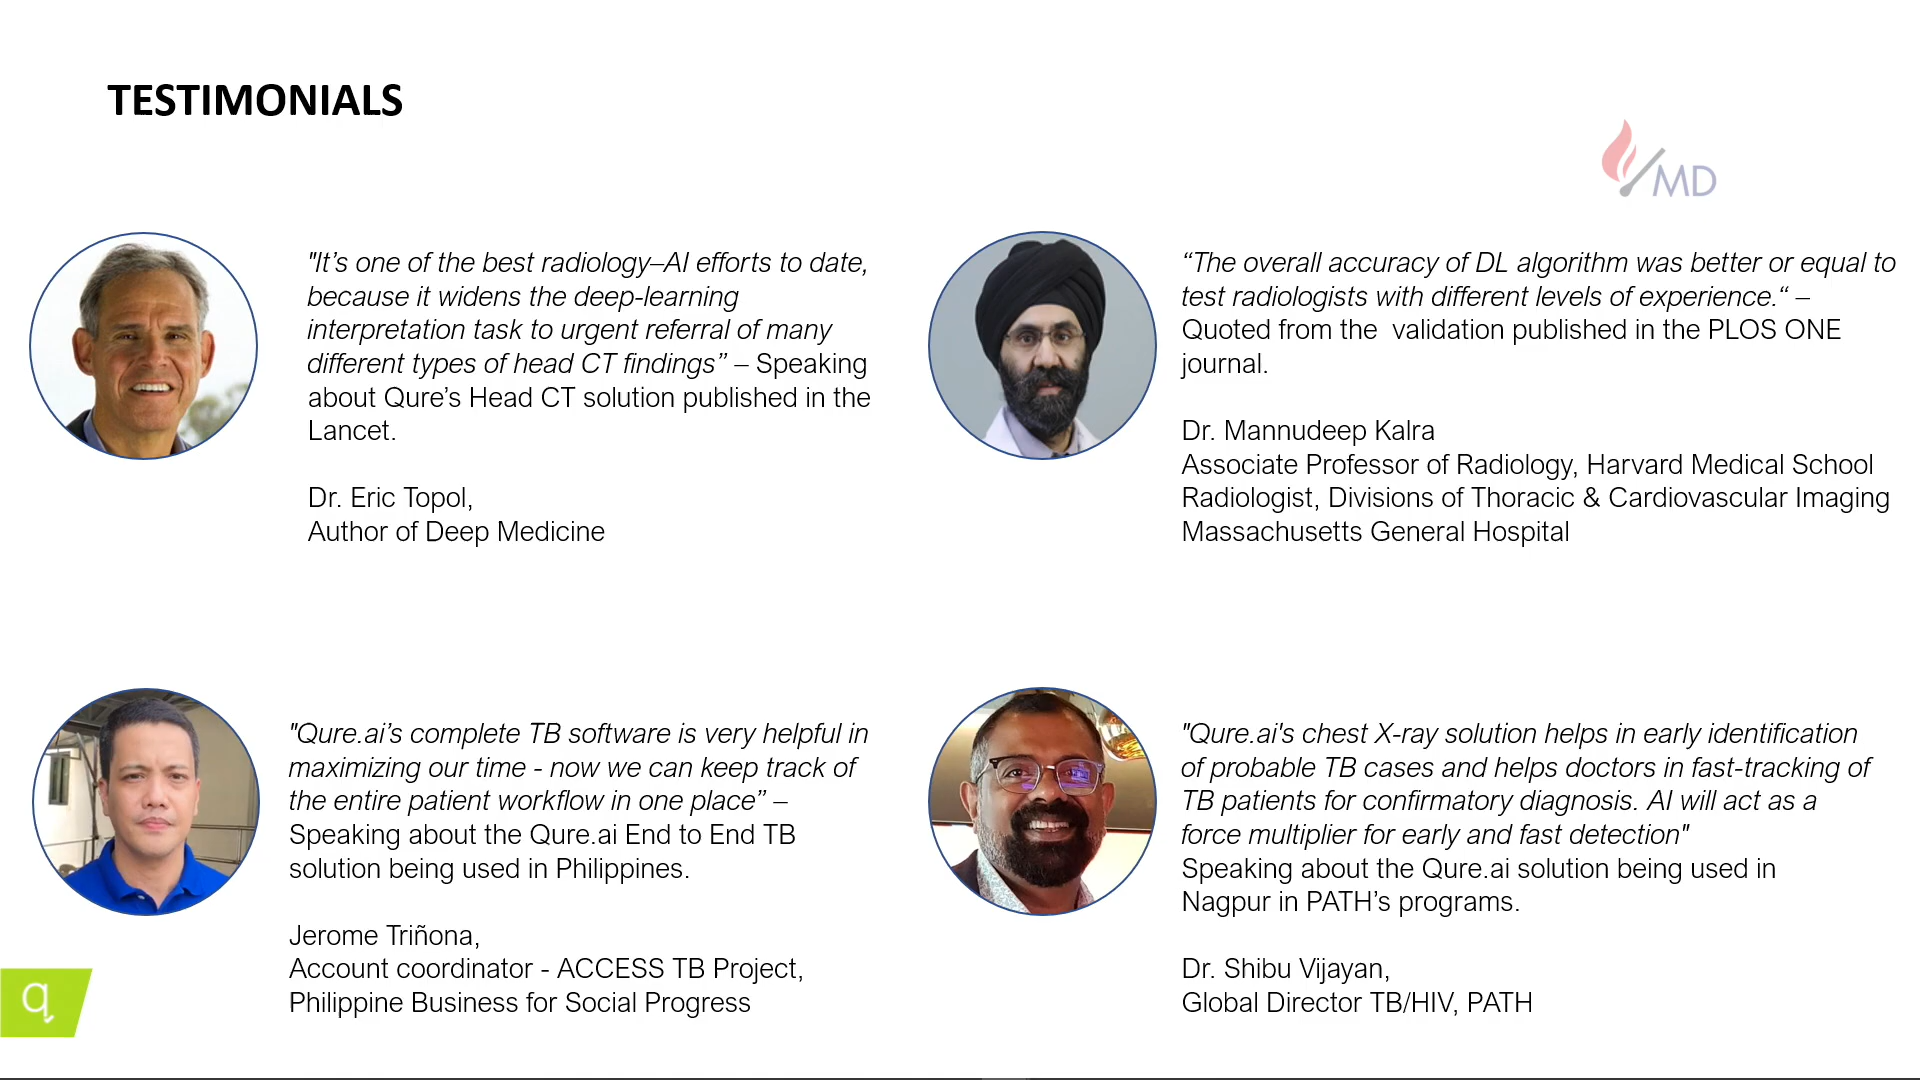 TESTIMONIALS
MD
"It’s one of the best radiology–AI efforts to date,
because it widens the deep-learning
interpretation task to urgent referral of many
different types of head CT findings” – Speaking
about Qure’s Head CT solution published in the
Lancet.
Dr. Eric Topol,
Author of Deep Medicine
“The overall accuracy of DL algorithm was better or equal to
test radiologists with different levels of experience.“ –
Quoted from the  validation published in the PLOS ONE
journal.
Dr. Mannudeep Kalra
Associate Professor of Radiology, Harvard Medical School
Radiologist, Divisions of Thoracic & Cardiovascular Imaging
Massachusetts General Hospital
"Qure.ai’s complete TB software is very helpful in
maximizing our time - now we can keep track of
the entire patient workflow in one place” –
Speaking about the Qure.ai End to End TB
solution being used in Philippines.
Jerome Triñona,
Account coordinator - ACCESS TB Project,
Philippine Business for Social Progress
"Qure.ai's chest X-ray solution helps in early identification
of probable TB cases and helps doctors in fast-tracking of
TB patients for confirmatory diagnosis. AI will act as a
force multiplier for early and fast detection"
Speaking about the Qure.ai solution being used in
Nagpur in PATH’s programs.
Dr. Shibu Vijayan,
Global Director TB/HIV, PATH
q